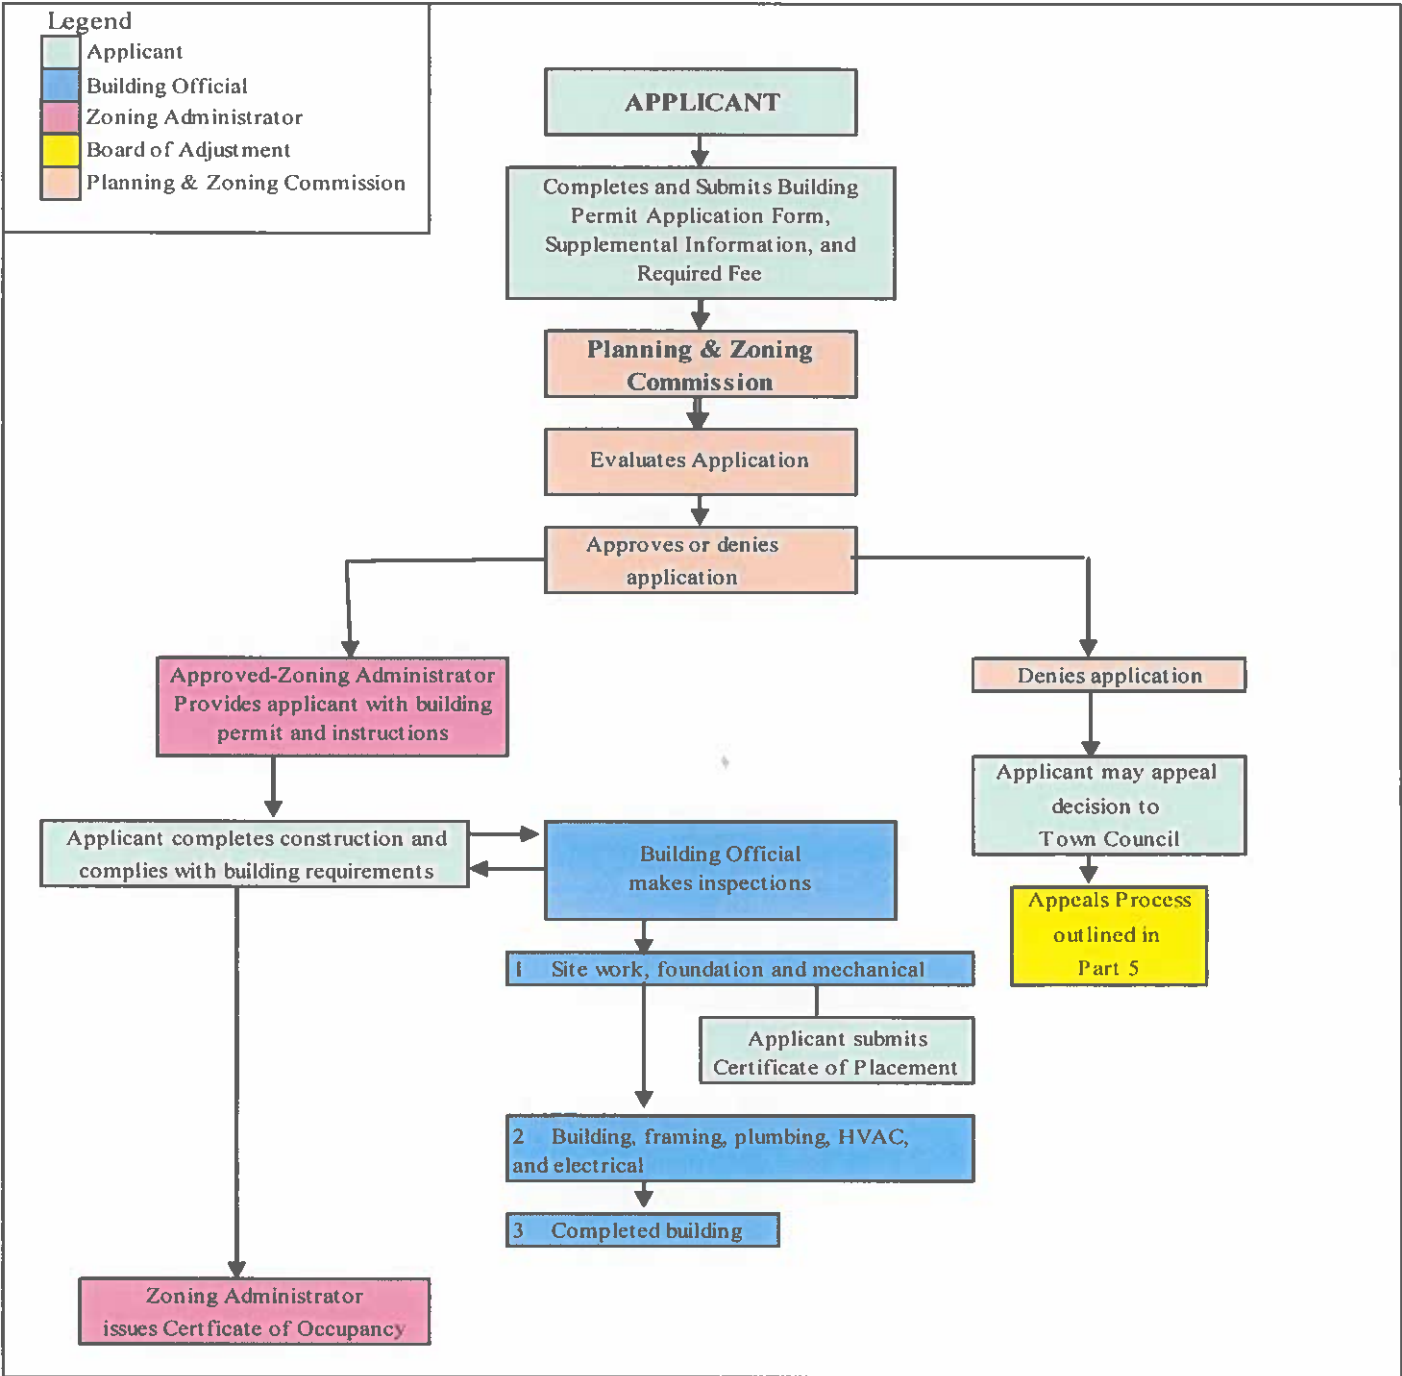 Legend
Applicant
Building Official
Zoning Administrator
Board of Adjustment
Planning & Zoning Commission
APPLICANT
Completes and Submits Building
Permit Application Form,
Supplemental Information, and
Required Fee
Planning & Zoning
Commission
Evaluates Application
Approves or denies
application
Approved-Zoning Administrator
Provides applicant with building
permit and instructions
Denies application
Applicant may appeal
decision to
Town Council
Applicant completes construction and
complies with building requirements
Building Official
makes inspections
Appeals Process
outlined in
Part 5
1 Site work, foundation and mechanical
Applicant submits
Certificate of Placement
2 Building, framing, plumbing, HVAC,
and electrical
3 Completed building
Zoning Administrator
issues Certficate of Occupancy